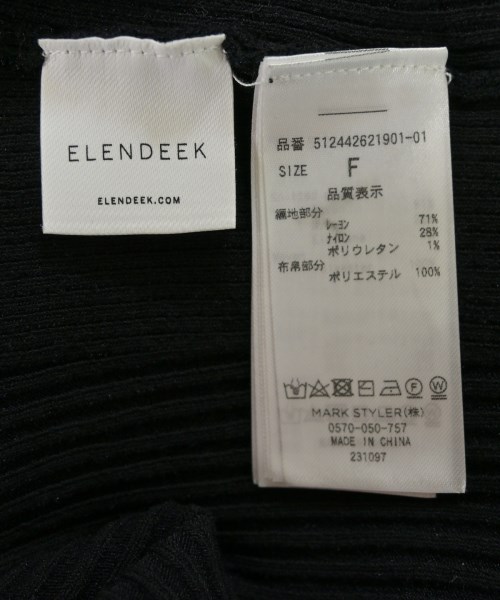 ELENDEEK
ELENDEEK.COM
品番 512442621901-01
SIZE F
品質表示
編地部分
レーヨン 71%
ナイロン 28%
ポリウレタン 1%
布帛部分
ポリエステル 100%
F W
MARK STYLER(株)
0570-050-757
MADE IN CHINA
231097